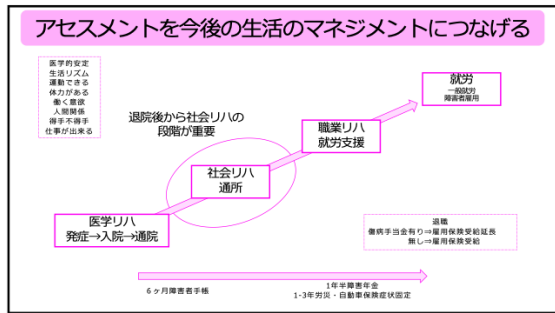 アセスメントを今後の生活のマネジメントにつなげる
医学的安定
生活リズム
運動できる
体力がある
働く意欲
人間関係
得手不得手
仕事が出来る
退院後から社会リハの
段階が重要
就労
一般就労
障害者雇用
職業リハ
就労支援
社会リハ
通所
医学リハ
発症→入院→通院
退職
傷病手当金有り⇒雇用保険受給延長
無し⇒雇用保険受給
6ヶ月障害者手帳
1年半障害年金
1-3年労災・自動車保険症状固定